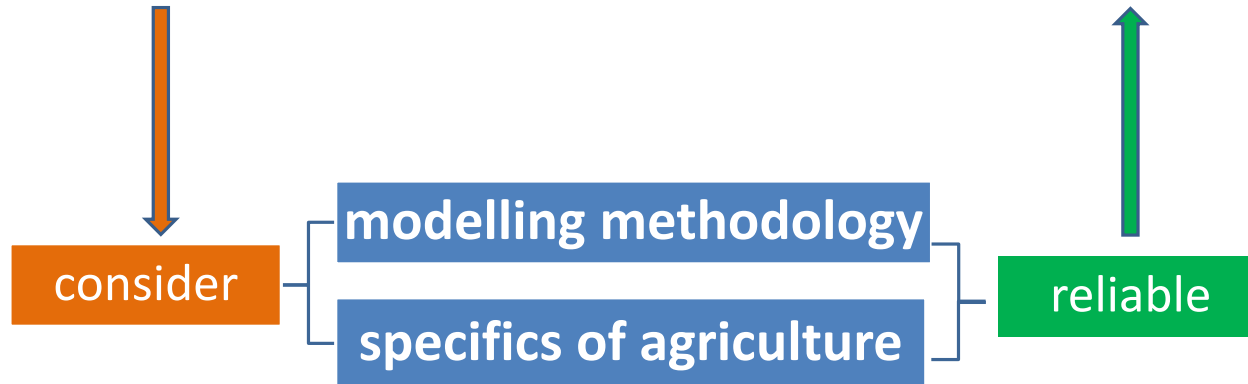 consider
modelling methodology
specifics of agriculture
reliable